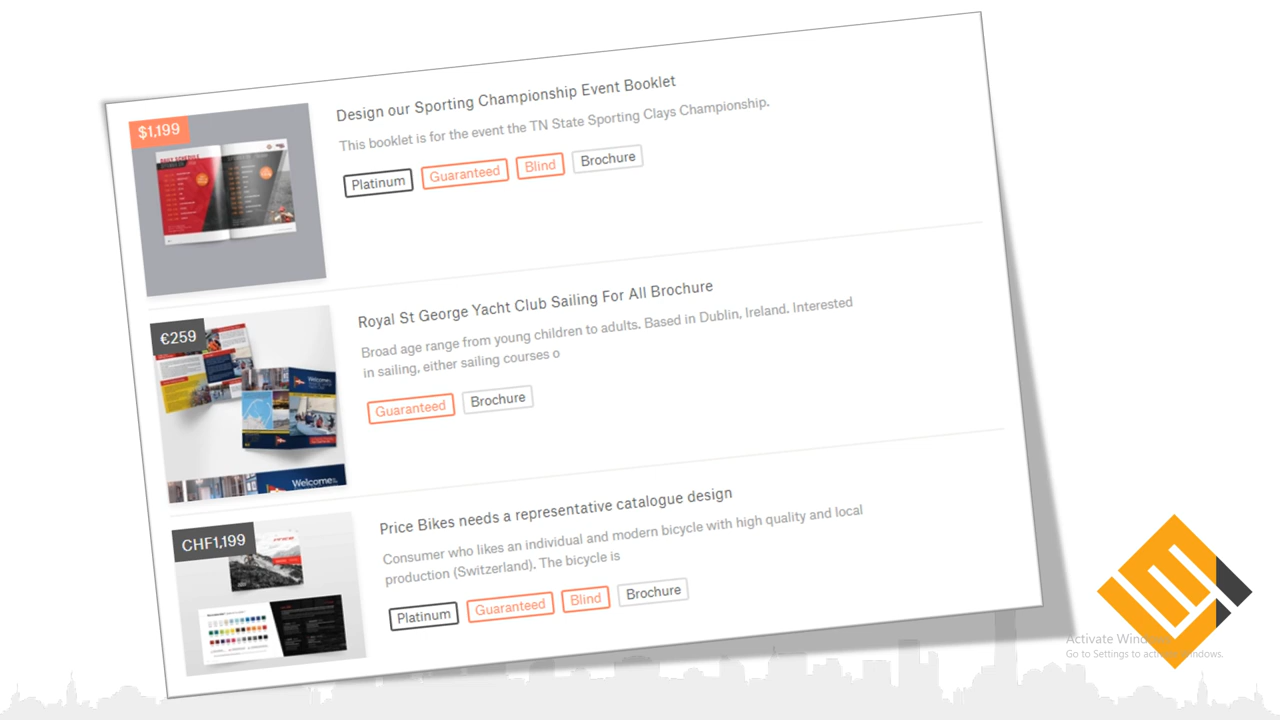 $1,199
Design our Sporting Championship Event Booklet
This booklet is for the event the TN State Sporting Clays Championship.
Platinum Guaranteed Blind Brochure
€259
Royal St George Yacht Club Sailing For All Brochure
Broad age range from young children to adults. Based in Dublin, Ireland. Interested
in sailing, either sailing courses o
Guaranteed Brochure
Welcome
Welcome
CHF1,199
Price Bikes needs a representative catalogue design
Consumer who likes an individual and modern bicycle with high quality and local
production (Switzerland). The bicycle is
Platinum Guaranteed Blind Brochure
Activate Windows
Go to Settings to activate Windows.